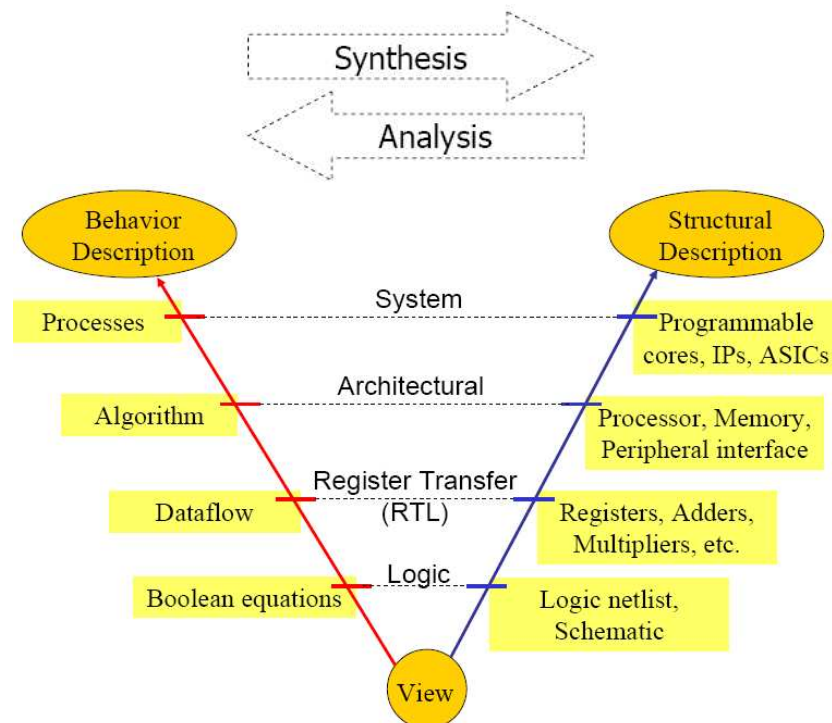 Synthesis
Analysis
Behavior
Description
Structural
Description
System
Processes
Programmable
cores, IPs, ASICs
Architectural
Algorithm
Processor, Memory,
Peripheral interface
Register Transfer
(RTL)
Dataflow
Registers, Adders,
Multipliers, etc.
Logic
Boolean equations
Logic netlist,
Schematic
View